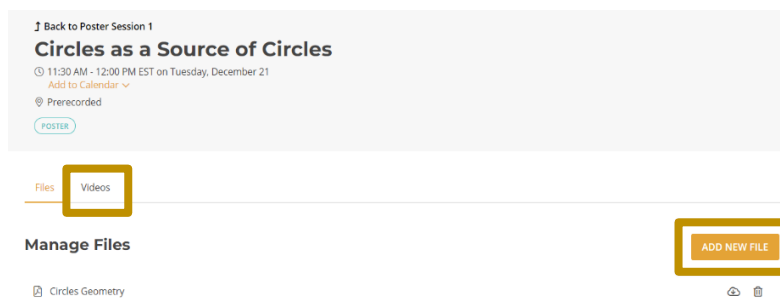 Back to Poster Session 1
Circles as a Source of Circles
11:30 AM - 12:00 PM EST on Tuesday, December 21
Add to Calendar
Prerecorded
POSTER
Files Videos
Manage Files
ADD NEW FILE
Circles Geometry